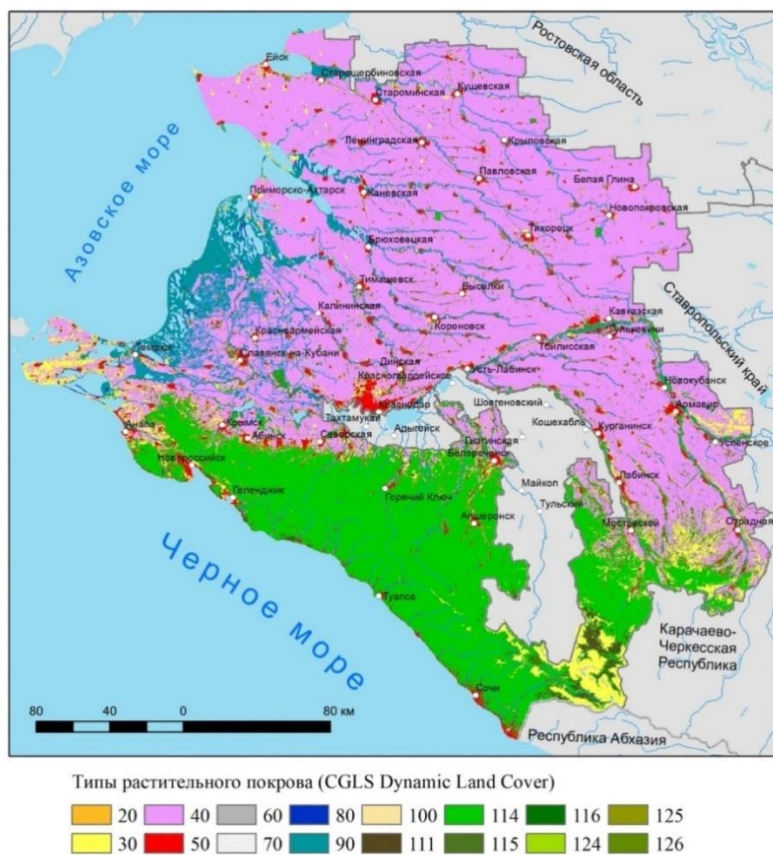 Ростовская область
Ейск
Старощербиновская
Староминская
Кущевская
Азовское море
Ленинградская
Крыловская
Павловская
Белая Глина
Приморско-Ахтарск
Каневская
Новопокровская
Тихорецк
Брюховецкая
Тимашевск
Выселки
Ставропольский край
Калининская
Кореновск
Кавказская
Гулькевичи
Красноармейская
Тбилисская
Темрюк
Славянск-на-Кубани
Динская
Усть-Лабинск
Красногвардейское
Новокубанск
Краснодар
Шовгеновский
Армавир
Анапа
Крымск
Тахтамукай
Адыгейск
Кошехабль
Курганинск
Успенское
Абинск
Северская
Гиагинская
Белореченск
Новороссийск
Лабинск
Геленджик
Горячий Ключ
Майкоп
Тульский
Апшеронск
Мостовской
Отрадная
Черное море
Туапсе
Карачаево-
Черкесская
Республика
Сочи
80 40 0 80 км
Республика Абхазия
Типы растительного покрова (CGLS Dynamic Land Cover)
20 40 60 80 100 114 116 125
30 50 70 90 111 115 124 126